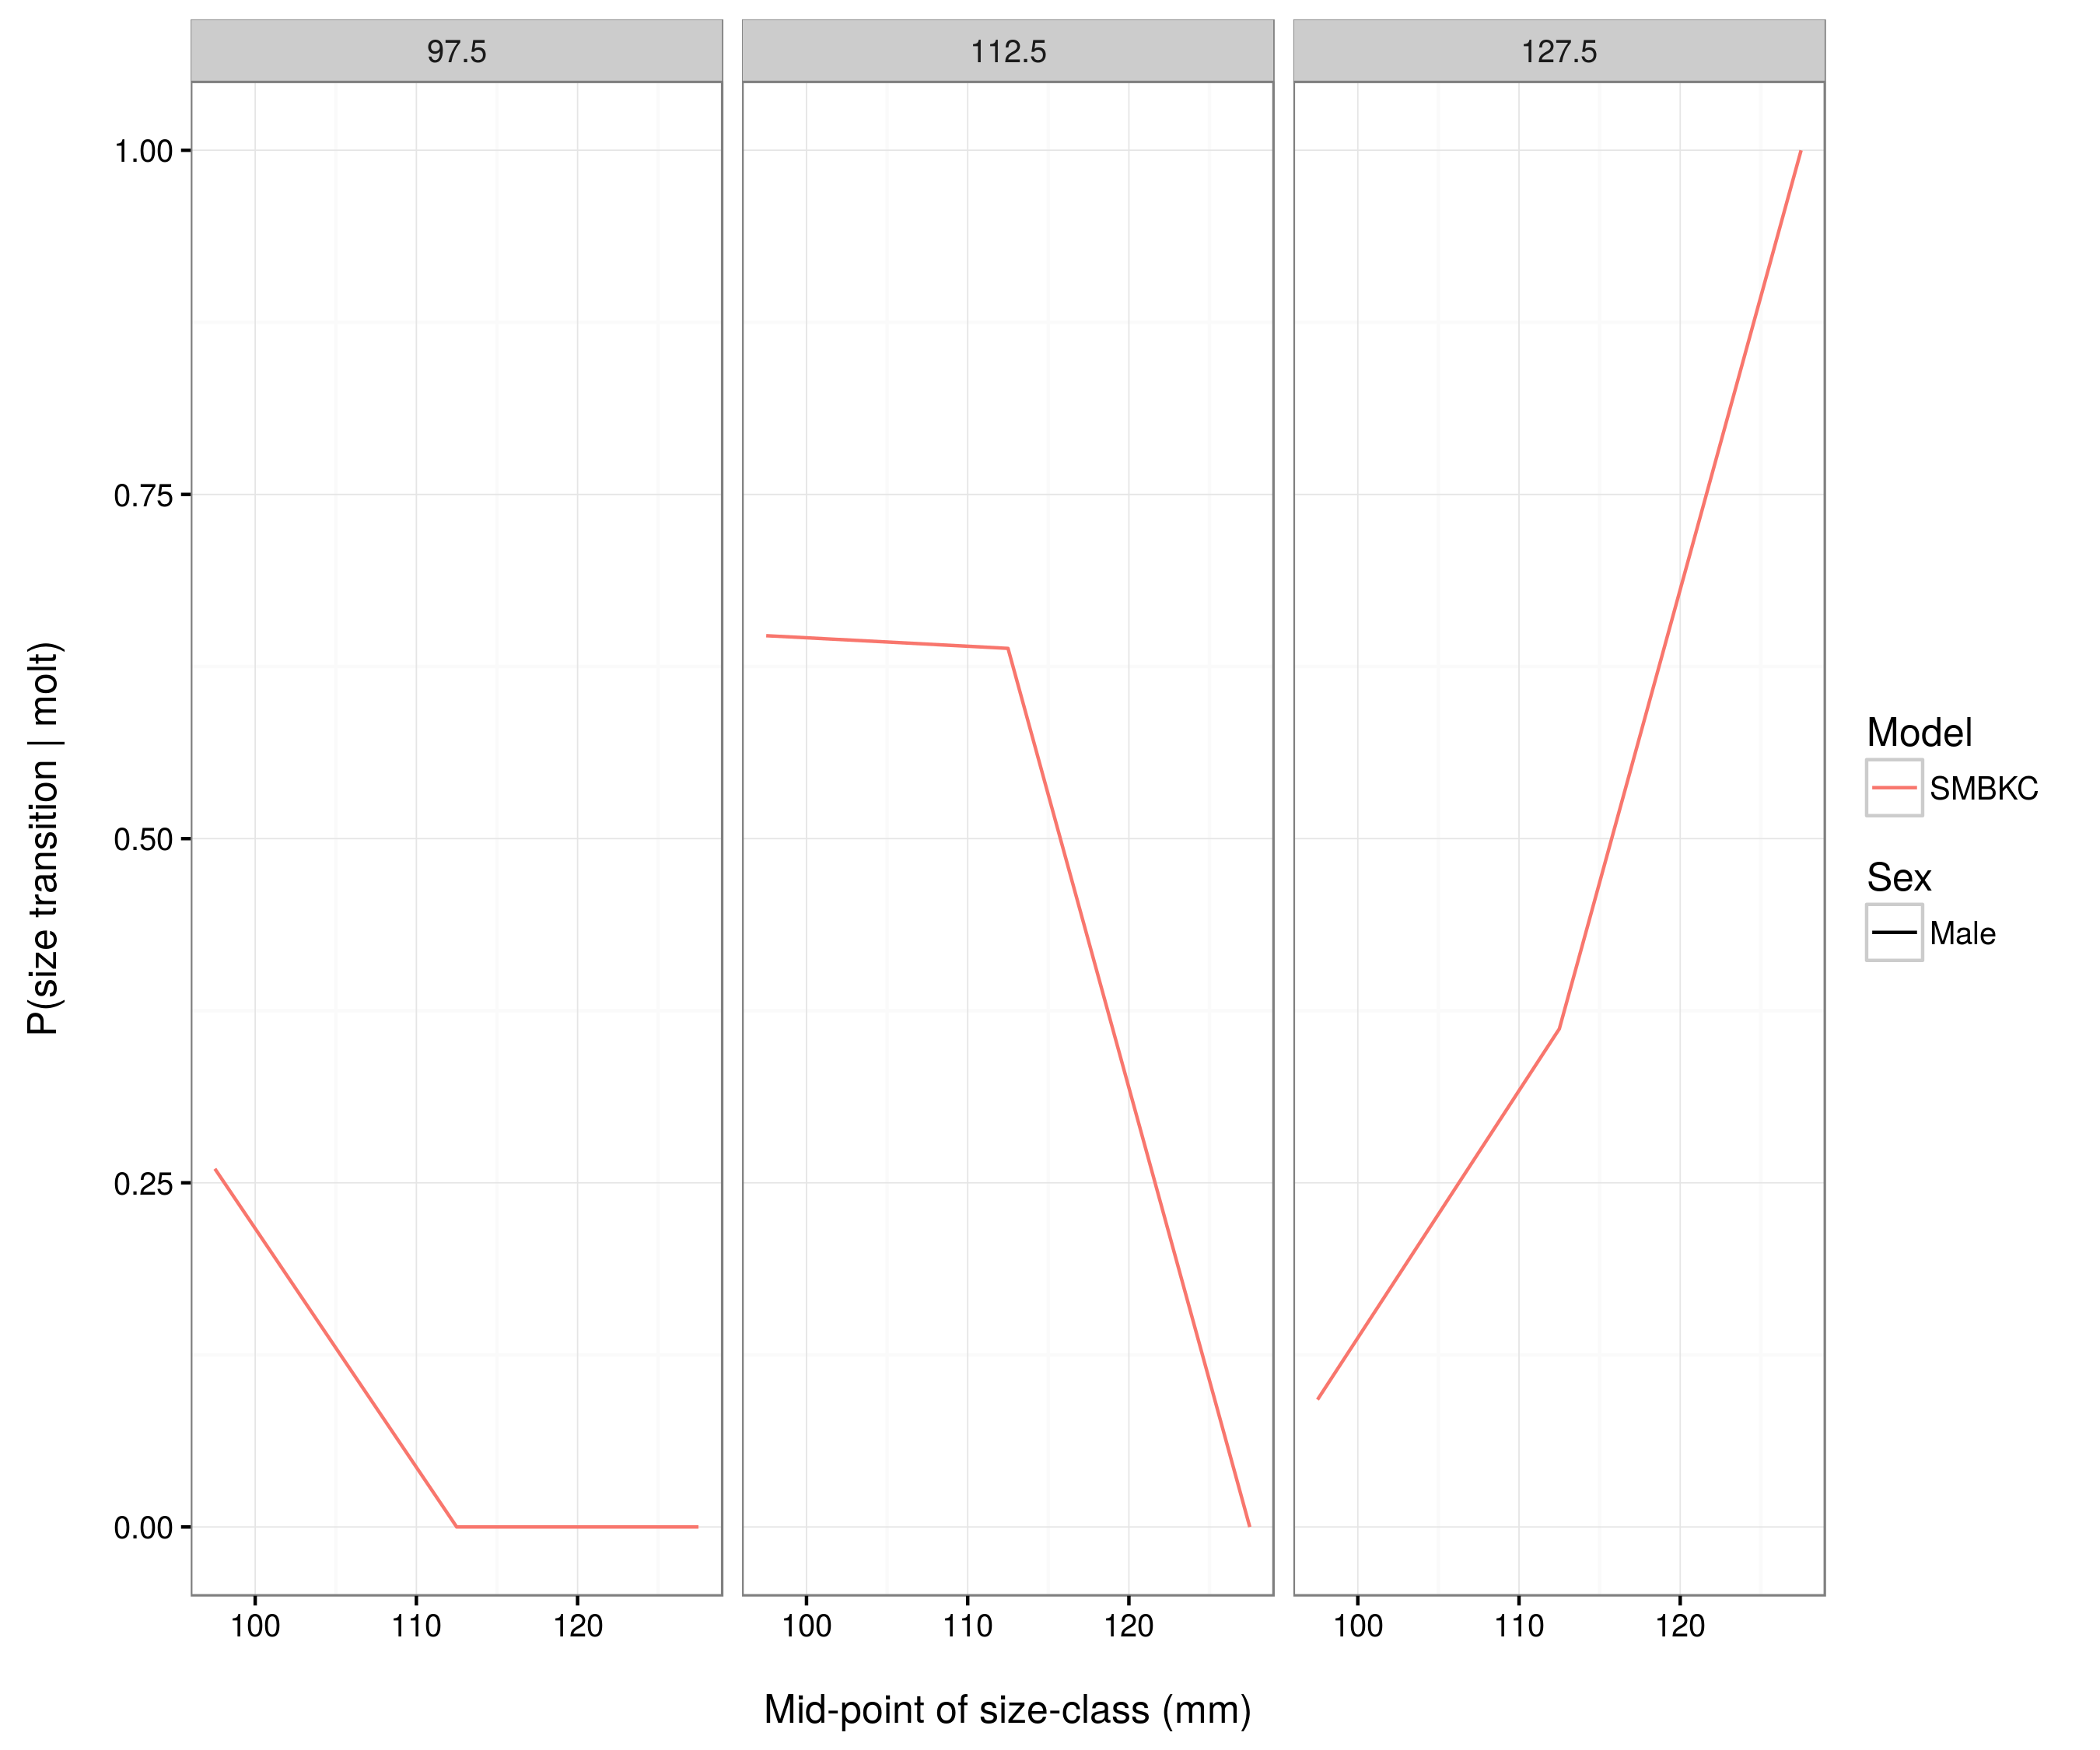 97.5 112.5 127.5
1.00
0.75
0.50
0.25
0.00
P(size transition | molt)
100 110 120 100 110 120 100 110 120
Mid-point of size-class (mm)
Model
SMBKC
Sex
Male